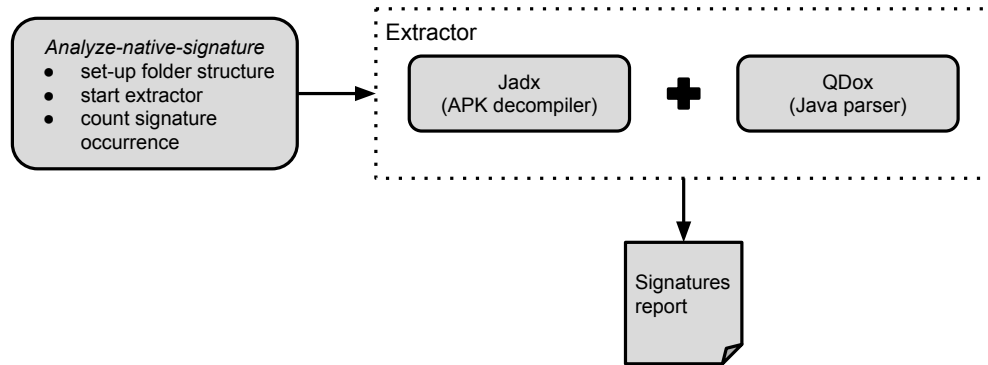 Analyze-native-signature
● set-up folder structure
● start extractor
● count signature
occurrence
Extractor
Jadx
(APK decompiler)
QDox
(Java parser)
Signatures
report